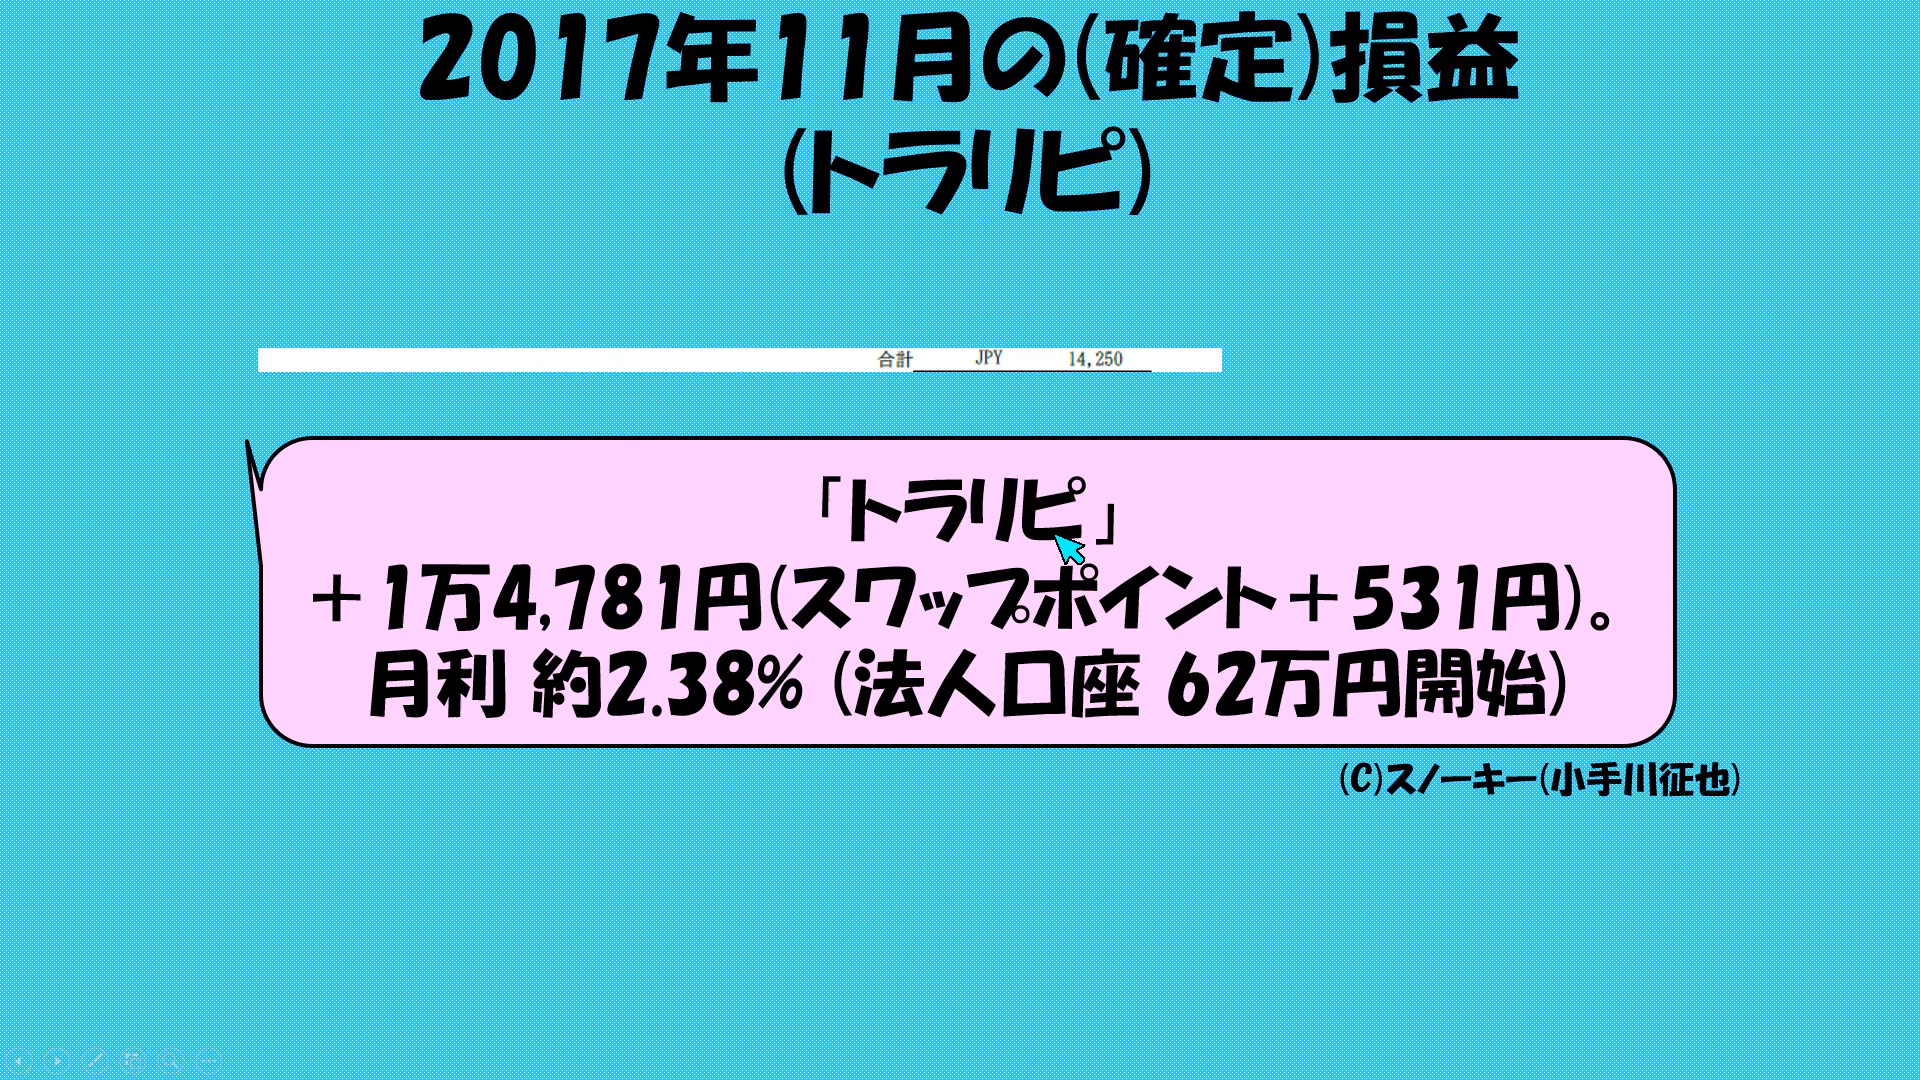 2017年11月の(確定)損益
(トラリピ)
合計 JPY 14,250
「トラリピ」
＋1万4,781円(スワップポイント＋531円)。
月利 約2.38% (法人口座 62万円開始)
(C)スノーキー(小手川征也)